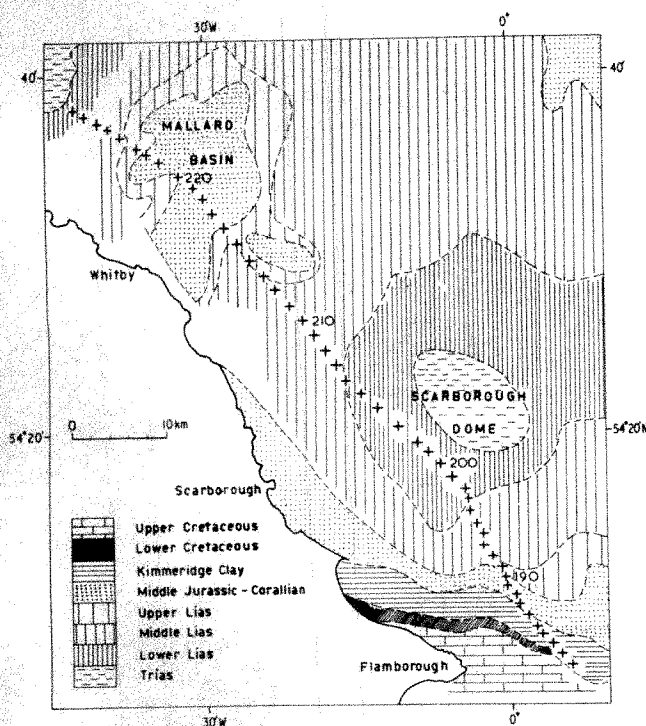 30'W
0°
40'
40'
MALLARD
BASIN
220
Whitby
210
SCARBOROUGH
DOME
54°20'
0 10km
54°20'N
200
Scarborough
Upper Cretaceous
Lower Cretaceous
Kimmeridge Clay
Middle Jurassic - Corallian
Upper Lias
Middle Lias
Lower Lias
Trias
190
Flamborough
30'W
0°